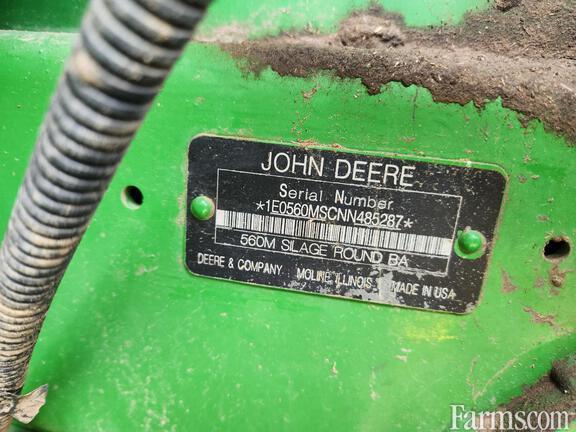 JOHN DEERE
Serial Number
*1E0560MSCNN485287*
560M SILAGE ROUND BA
DEERE & COMPANY MOLINE, ILLINOIS MADE IN USA
Farms.com